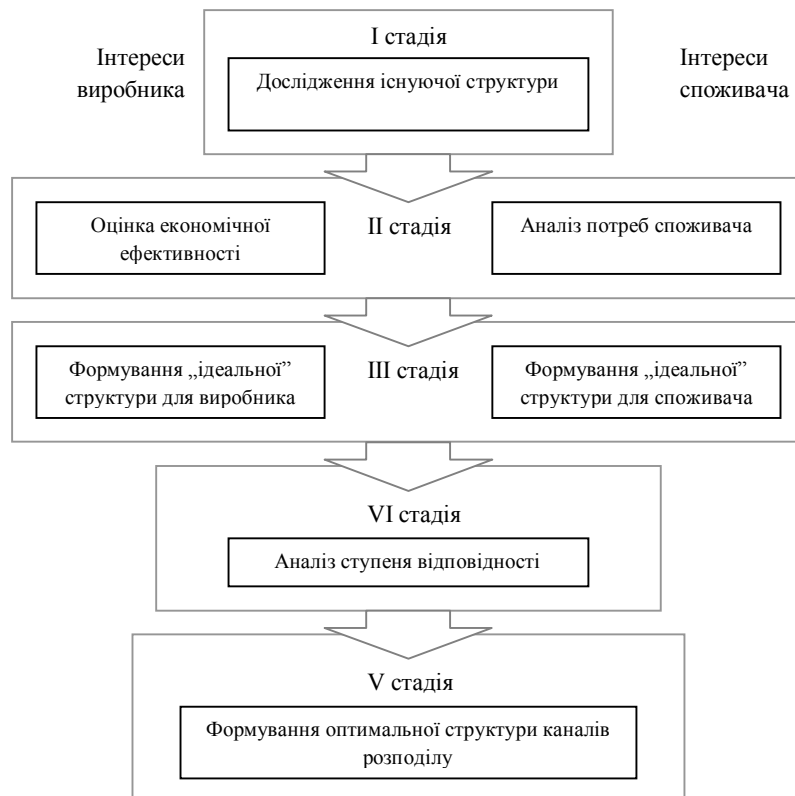 І стадія
Інтереси
виробника
Дослідження існуючої структури
Інтереси
споживача
Оцінка економічної
ефективності
ІІ стадія
Аналіз потреб споживача
Формування „ідеальної”
структури для виробника
ІІІ стадія
Формування „ідеальної”
структури для споживача
VI стадія
Аналіз ступеня відповідності
V стадія
Формування оптимальної структури каналів
розподілу